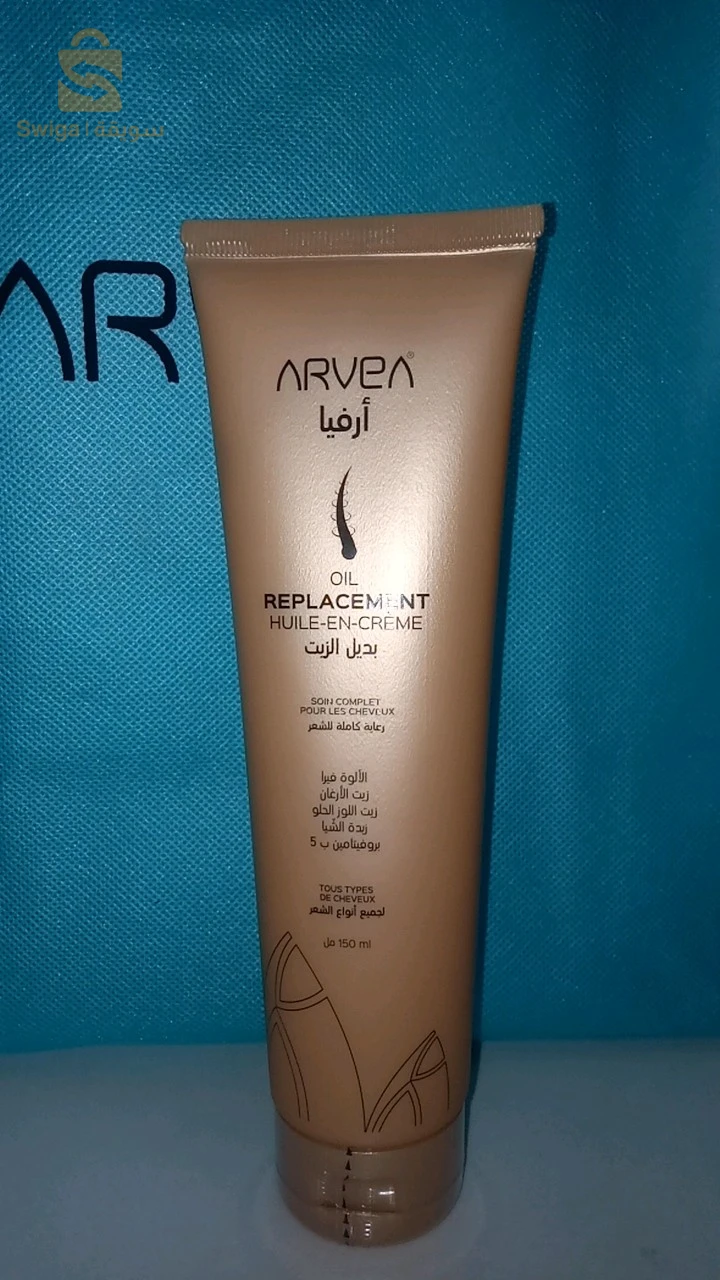 Swiga | سويقة
AR
ARVEA®
أرفيا
OIL
REPLACEMENT
HUILE-EN-CRÈME
بديل الزيت
SOIN COMPLET
POUR LES CHEVEUX
رعاية كاملة للشعر
الألوة فيرا
زيت الأرغان
زيت اللوز الحلو
زبدة الشيا
بروفيتامين ب 5
TOUS TYPES
DE CHEVEUX
لجميع أنواع الشعر
150 ml مل